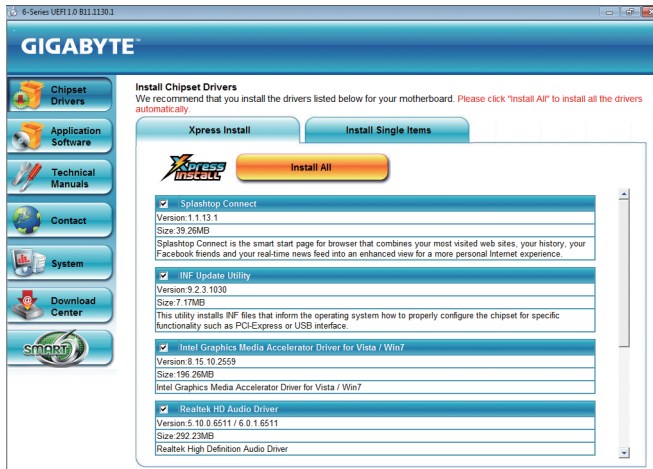 6-Series UEFI 1.0 B11.1130.1
GIGABYTE™
Chipset
Drivers
Application
Software
Technical
Manuals
Contact
System
Download
Center
SMART
Install Chipset Drivers
We recommend that you install the drivers listed below for your motherboard. Please click "Install All" to install all the drivers
automatically.
Xpress Install
Install Single Items
Xpress
Install
Install All
Splashtop Connect
Version:1.1.13.1
Size:39.26MB
Splashtop Connect is the smart start page for browser that combines your most visited web sites, your history, your
Facebook friends and your real-time news feed into an enhanced view for a more personal Internet experience.
INF Update Utility
Version:9.2.3.1030
Size:7.17MB
This utility installs INF files that inform the operating system how to properly configure the chipset for specific
functionality such as PCI-Express or USB interface.
Intel Graphics Media Accelerator Driver for Vista / Win7
Version:8.15.10.2559
Size:196.26MB
Intel Graphics Media Accelerator Driver for Vista / Win7
Realtek HD Audio Driver
Version:5.10.0.6511 / 6.0.1.6511
Size:292.23MB
Realtek High Definition Audio Driver